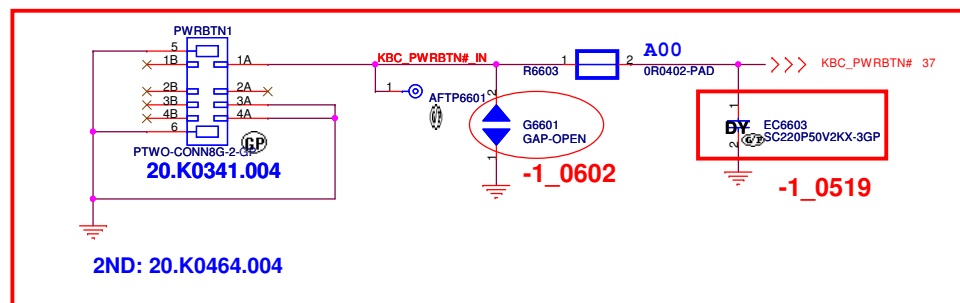 PWRBTN1
5
1B
1A
2B
2A
3B
3A
4B
4A
6
GP
PTWO-CONN8G-2-GP
20.K0341.004
2ND: 20.K0464.004
KBC_PWRBTN#_IN
1
AFTP6601
2
G6601
GAP-OPEN
1
-1_0602
1
2
R6603
A00
0R0402-PAD
KBC_PWRBTN# 37
1
DY
EC6603
SC220P50V2KX-3GP
2
-1_0519